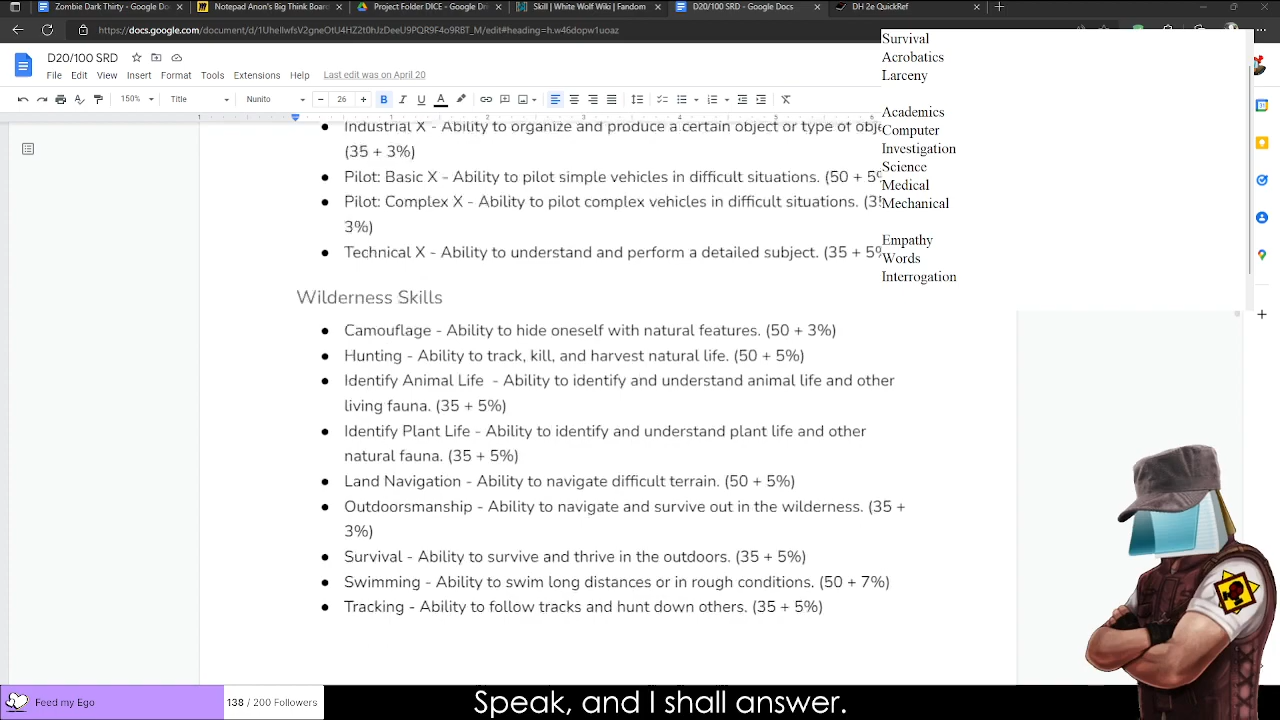 Zombie Dark Thirty - Google Doc
Notepad Anon's Big Think Board
Project Folder DICE - Google Dri
Skill | White Wolf Wiki | Fandom
D20/100 SRD - Google Docs
DH 2e QuickRef
https://docs.google.com/document/d/1UheIlwfsV2gneOtU4HZ2t0hJzDeeU9PQR9F4o9RBT_M/edit#heading=h.w46dopw1uoaz
D20/100 SRD
File Edit View Insert Format Tools Extensions Help Last edit was on April 20
150% Title Nunito 26 B I U A
1 1 2 3 4 5
Industrial X - Ability to organize and produce a certain object or type of obje
(35 + 3%)
Pilot: Basic X - Ability to pilot simple vehicles in difficult situations. (50 + 5%
Pilot: Complex X - Ability to pilot complex vehicles in difficult situations. (35
3%)
Technical X - Ability to understand and perform a detailed subject. (35 + 5%
Wilderness Skills
Camouflage - Ability to hide oneself with natural features. (50 + 3%)
Hunting - Ability to track, kill, and harvest natural life. (50 + 5%)
Identify Animal Life - Ability to identify and understand animal life and other
living fauna. (35 + 5%)
Identify Plant Life - Ability to identify and understand plant life and other
natural fauna. (35 + 5%)
Land Navigation - Ability to navigate difficult terrain. (50 + 5%)
Outdoorsmanship - Ability to navigate and survive out in the wilderness. (35 +
3%)
Survival - Ability to survive and thrive in the outdoors. (35 + 5%)
Swimming - Ability to swim long distances or in rough conditions. (50 + 7%)
Tracking - Ability to follow tracks and hunt down others. (35 + 5%)
Survival
Acrobatics
Larceny
Academics
Computer
Investigation
Science
Medical
Mechanical
Empathy
Words
Interrogation
Feed my Ego
138 / 200 Followers
Speak, and I shall answer.